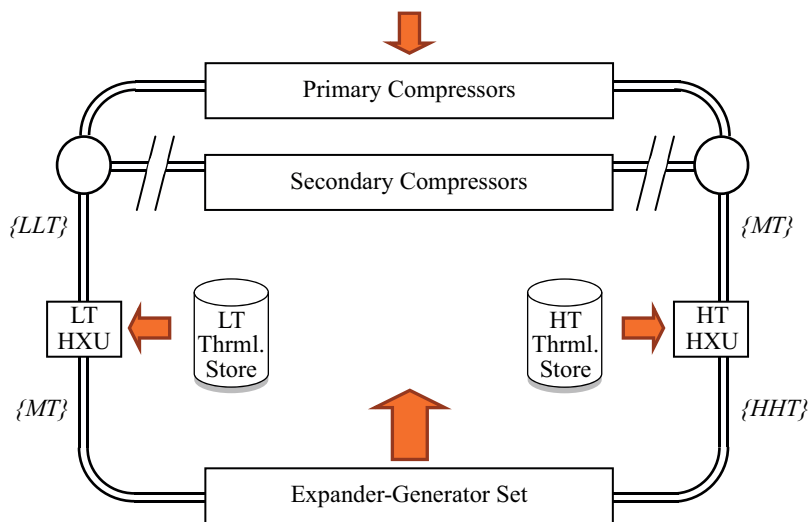 Primary Compressors
Secondary Compressors
{LLT}
{MT}
LT
HXU
LT
Thrml.
Store
HT
Thrml.
Store
HT
HXU
{MT}
{HHT}
Expander-Generator Set